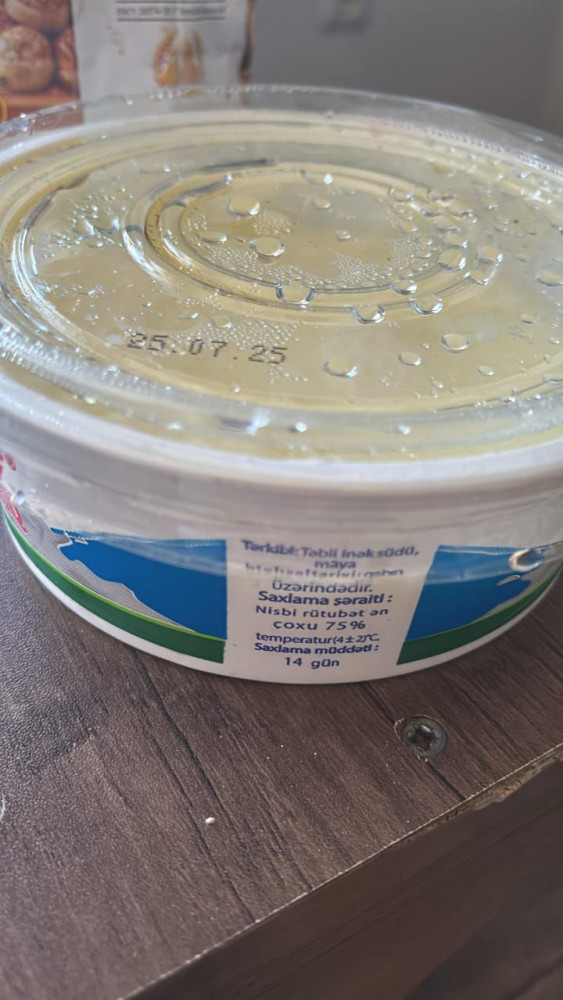 25.07.25
Tərkibi: Təbii inək südü,
maya
üzərindədir.
Saxlama şəraiti :
Nisbi rütubət ən
çoxu 75%
temperatur(4±2)°C.
Saxlama müddəti :
14 gün